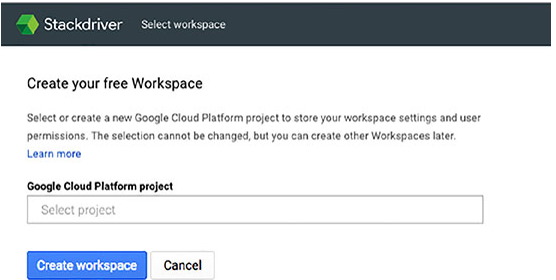 Stackdriver Select workspace
Create your free Workspace
Select or create a new Google Cloud Platform project to store your workspace settings and user
permissions. The selection cannot be changed, but you can create other Workspaces later.
Learn more
Google Cloud Platform project
Select project
Create workspace Cancel